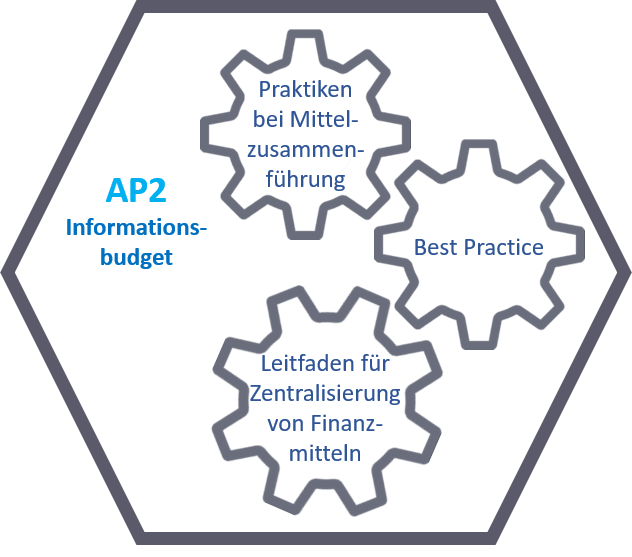 AP2
Informations-
budget
Praktiken
bei Mittel-
zusammen-
führung
Best Practice
Leitfaden für
Zentralisierung
von Finanz-
mitteln